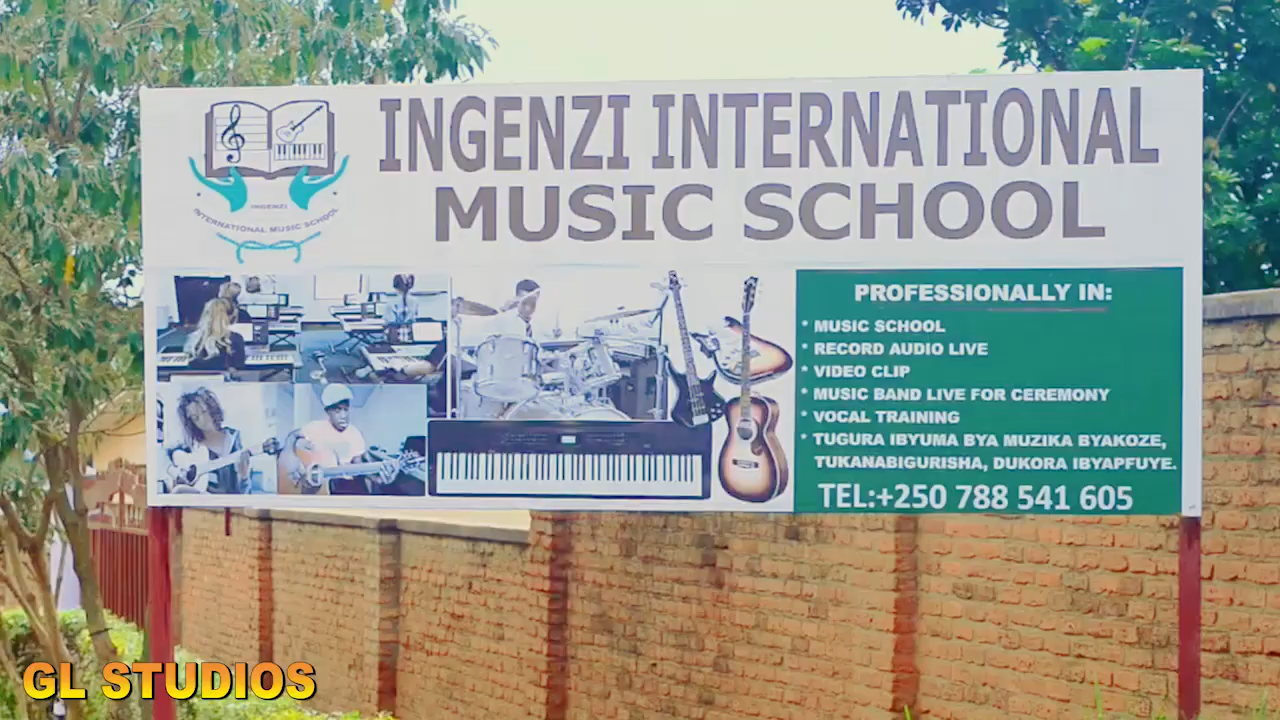 INGENZI INTERNATIONAL
MUSIC SCHOOL
INGENZI
INTERNATIONAL MUSIC SCHOOL
PROFESSIONALLY IN:
* MUSIC SCHOOL
* RECORD AUDIO LIVE
* VIDEO CLIP
* MUSIC BAND LIVE FOR CEREMONY
* VOCAL TRAINING
* TUGURA IBYUMA BYA MUZIKA BYAKOZE,
TUKANABIGURISHA, DUKORA IBYAPFUYE.
TEL:+250 788 541 605
GL STUDIOS